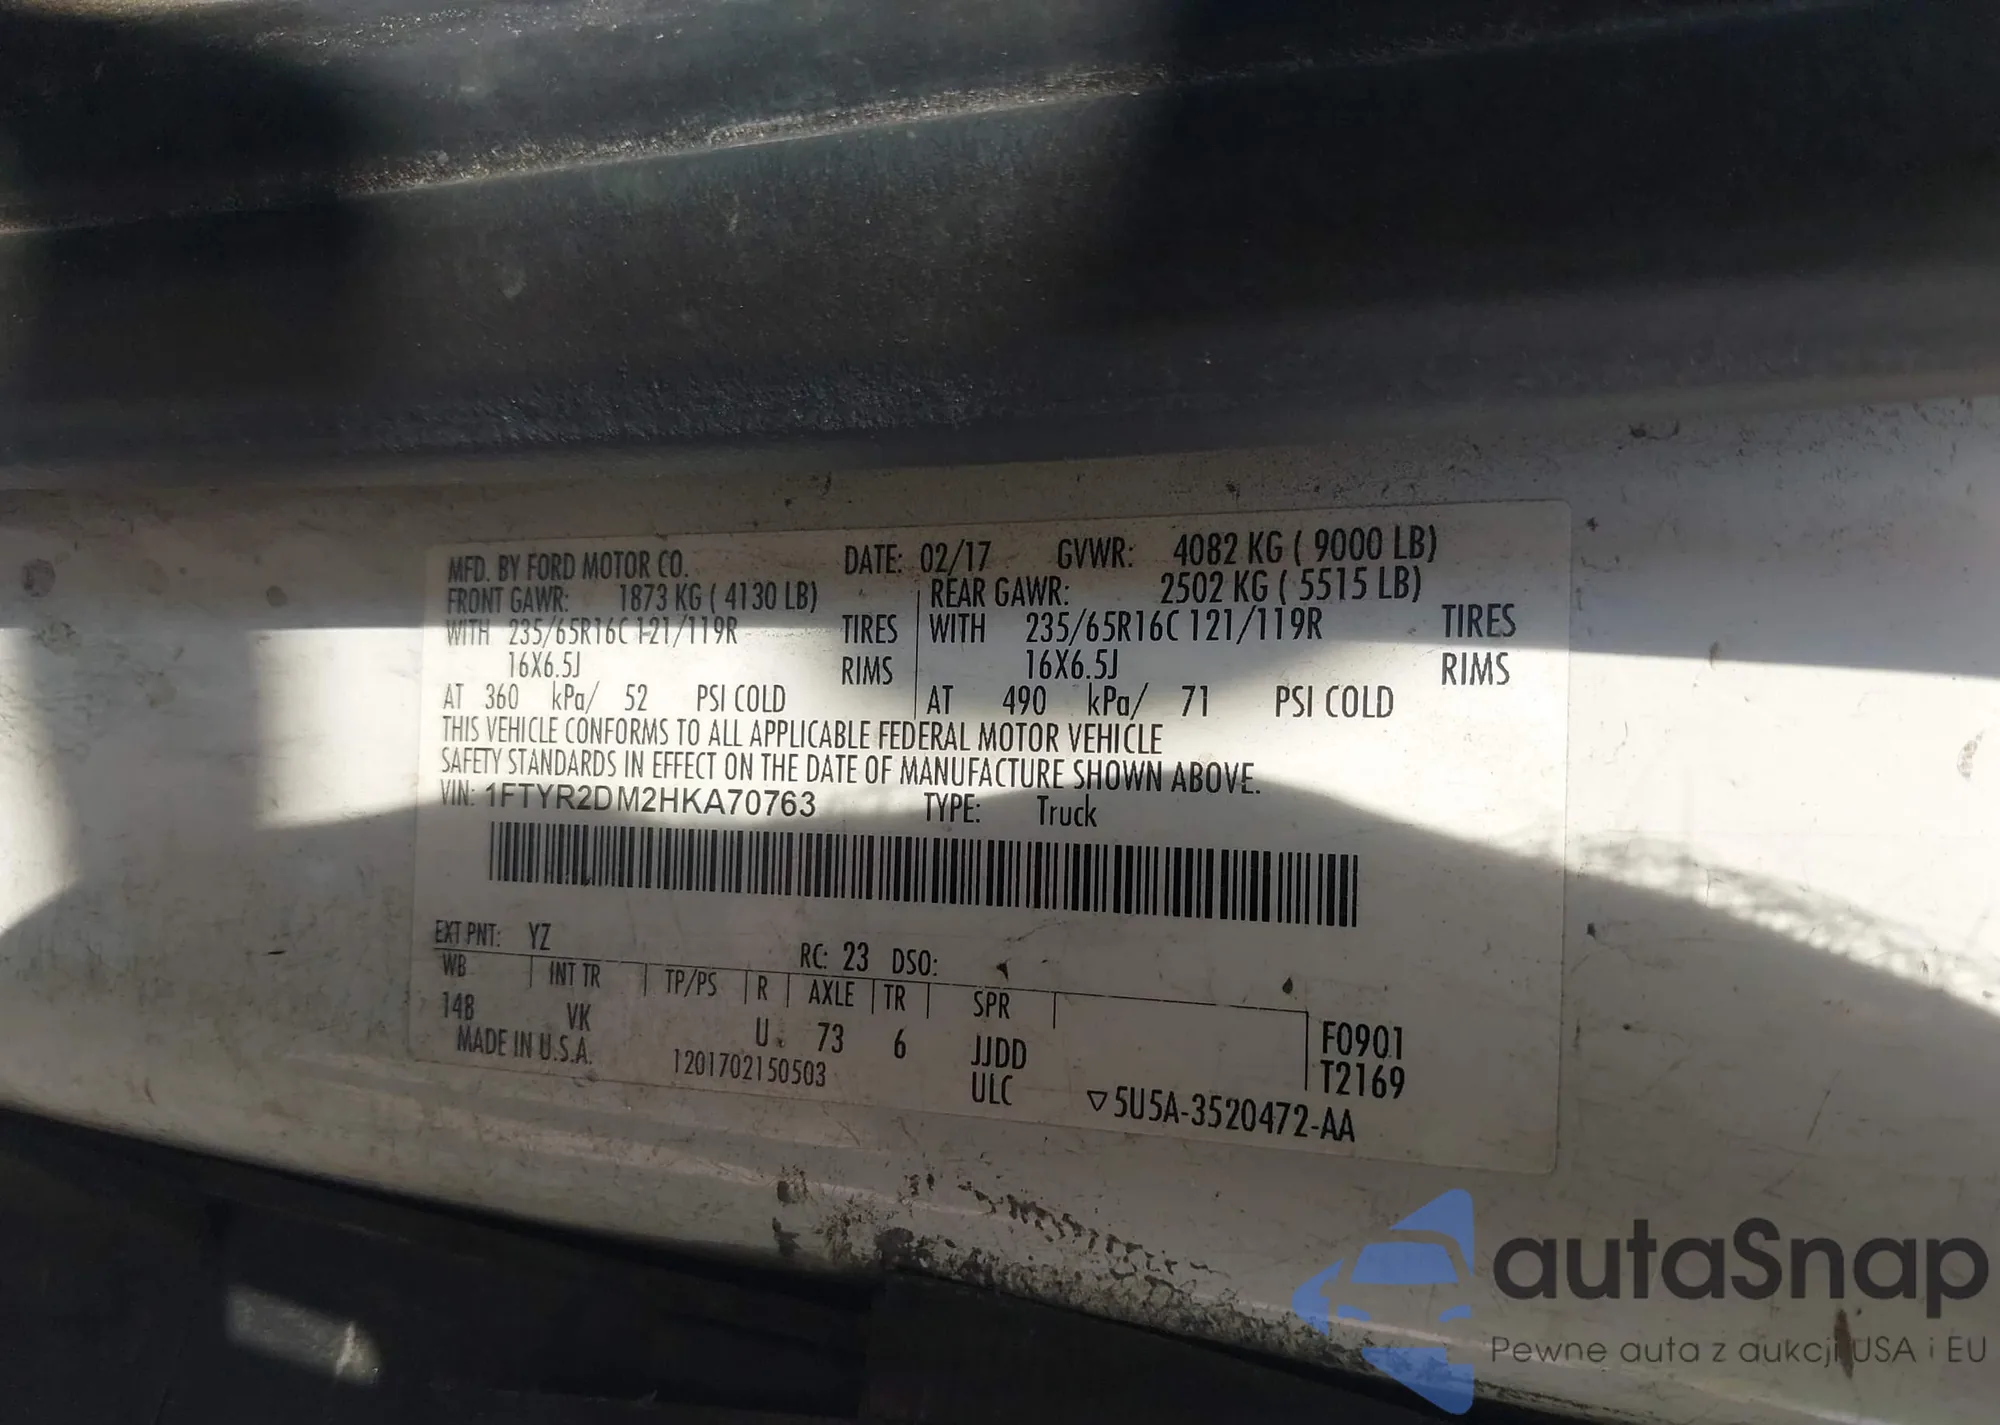 MFD. BY FORD MOTOR CO. DATE: 02/17 GVWR: 4082 KG ( 9000 LB)
FRONT GAWR: 1873 KG ( 4130 LB) REAR GAWR: 2502 KG ( 5515 LB)
WITH 235/65R16C 121/119R TIRES WITH 235/65R16C 121/119R TIRES
16X6.5J RIMS 16X6.5J RIMS
AT 360 kPa/ 52 PSI COLD AT 490 kPa/ 71 PSI COLD
THIS VEHICLE CONFORMS TO ALL APPLICABLE FEDERAL MOTOR VEHICLE
SAFETY STANDARDS IN EFFECT ON THE DATE OF MANUFACTURE SHOWN ABOVE.
VIN: 1FTYR2DM2HKA70763 TYPE: Truck
EXT PNT: YZ RC: 23 DSO:
WB INT TR TP/PS R AXLE TR SPR
148 VK U 73 6 JJDD F0901
MADE IN U.S.A. 1201702150503 ULC T2169
▽5U5A-3520472-AA
autaSnap
Pewne auta z aukcji USA i EU